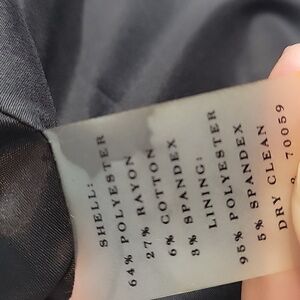 SHELL:
64% POLYESTER
27% RAYON
6% COTTON
3% SPANDEX
LINING:
95% POLYESTER
5% SPANDEX
DRY CLEAN
70059